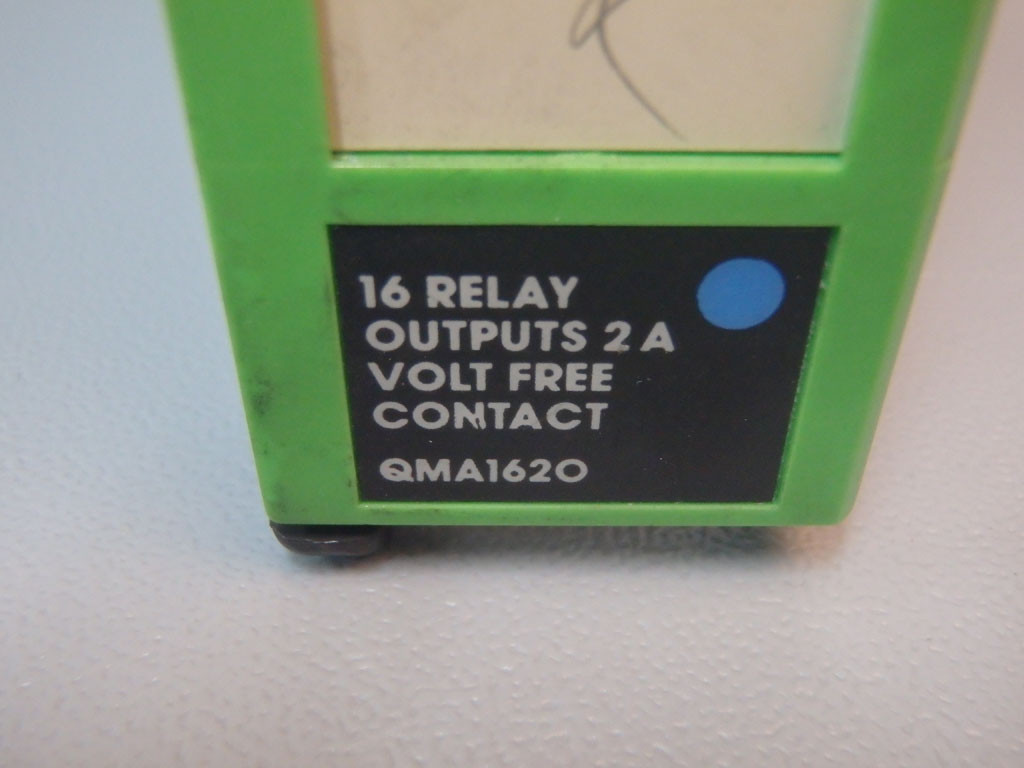 16 RELAY
OUTPUTS 2 A
VOLT FREE
CONTACT
QMA1620